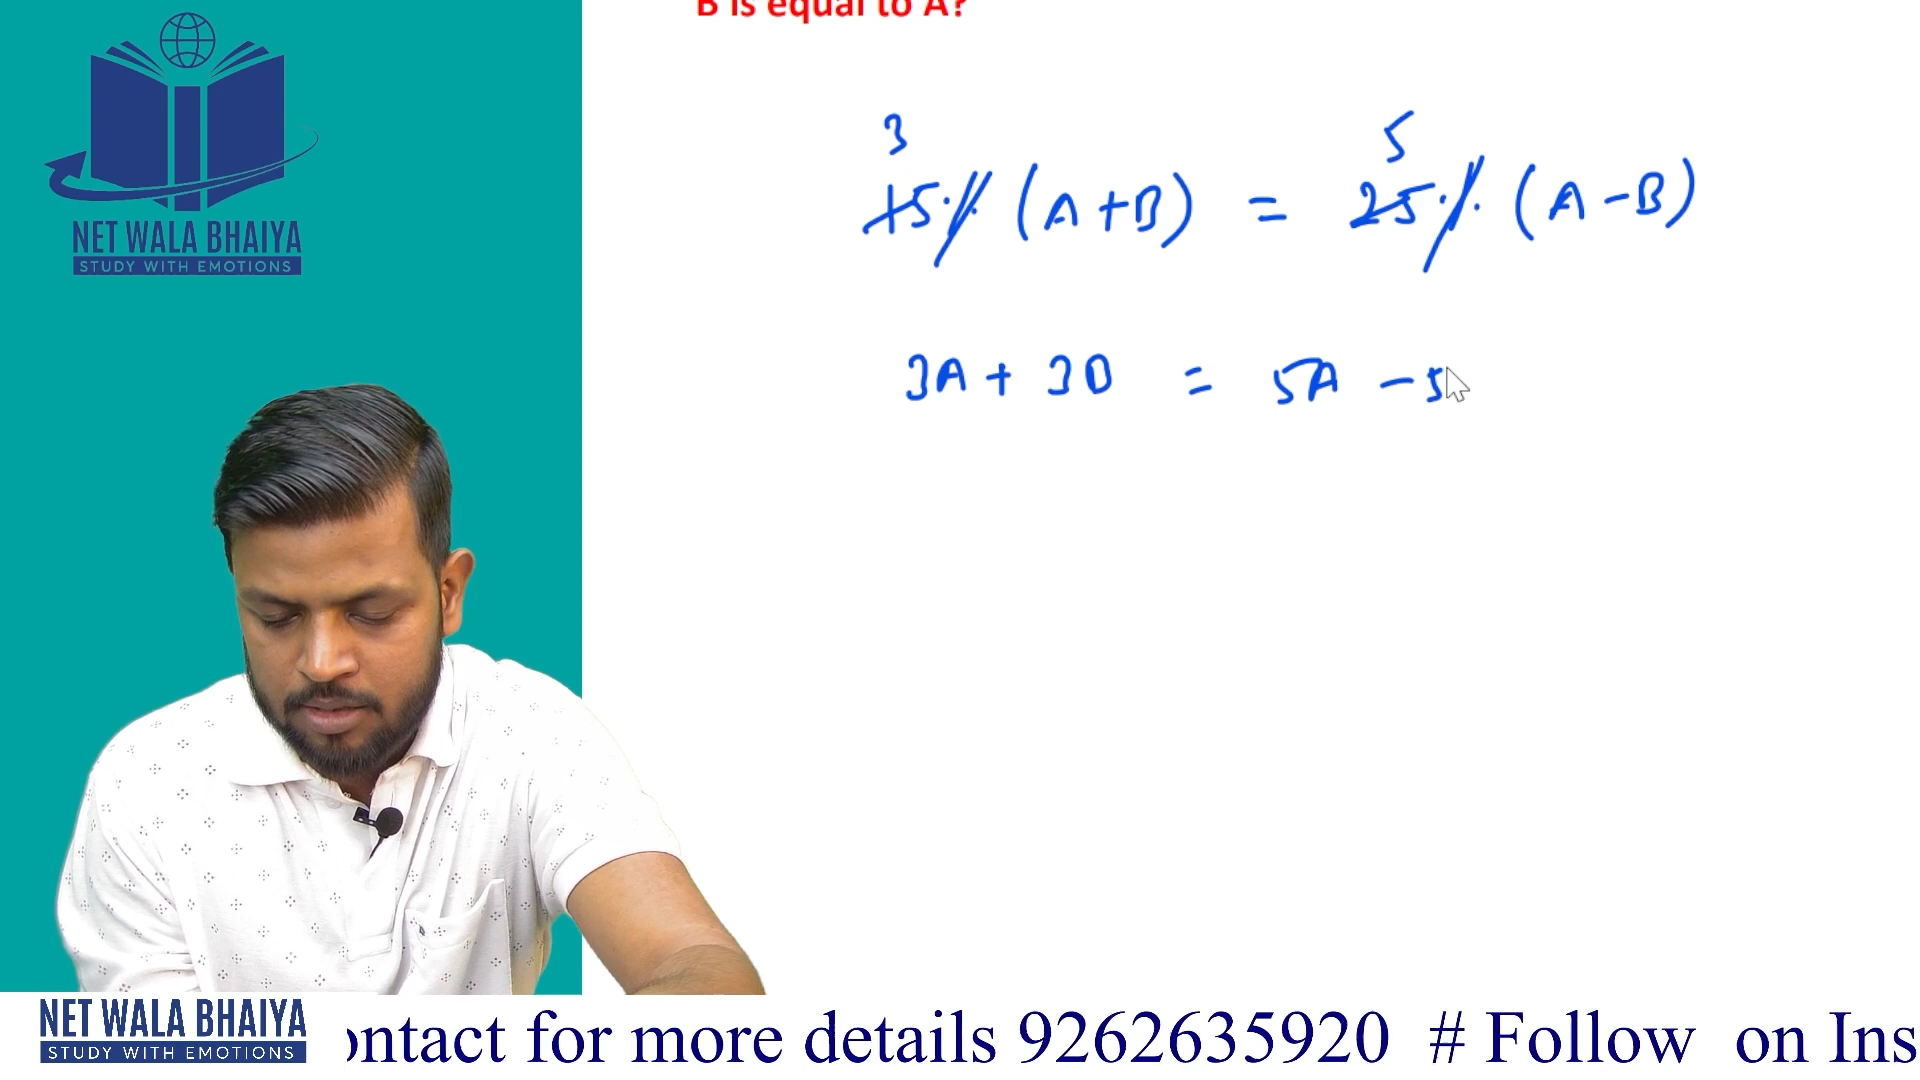 B is equal to A?
3 5
15% (A+B) = 25% (A-B)
3A + 3B = 5A - 5
NET WALA BHAIYA
STUDY WITH EMOTIONS
NET WALA BHAIYA
STUDY WITH EMOTIONS
ontact for more details 9262635920 # Follow on Ins